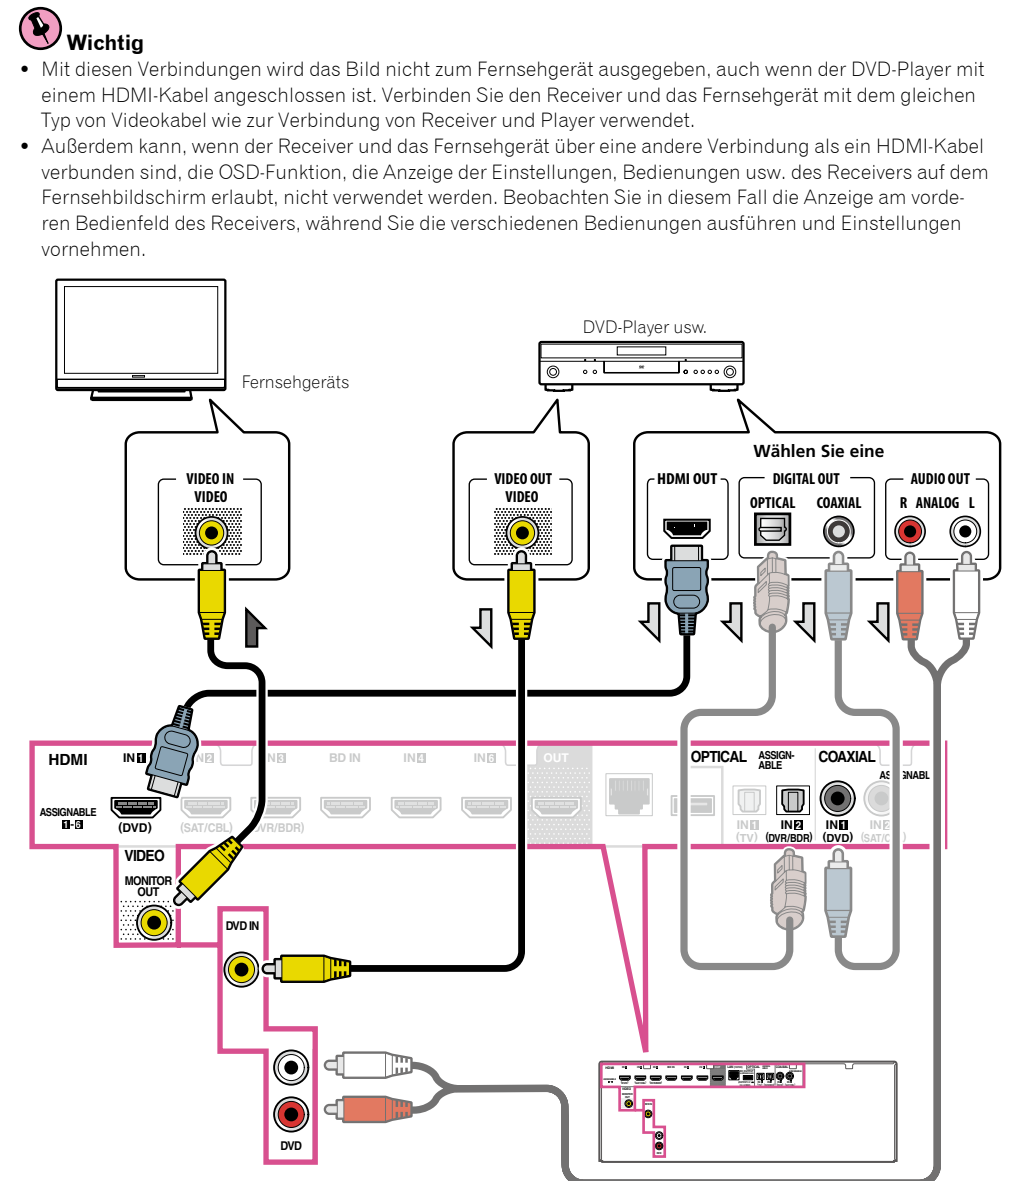 Wichtig
• Mit diesen Verbindungen wird das Bild nicht zum Fernsehgerät ausgegeben, auch wenn der DVD-Player mit
einem HDMI-Kabel angeschlossen ist. Verbinden Sie den Receiver und das Fernsehgerät mit dem gleichen
Typ von Videokabel wie zur Verbindung von Receiver und Player verwendet.
• Außerdem kann, wenn der Receiver und das Fernsehgerät über eine andere Verbindung als ein HDMI-Kabel
verbunden sind, die OSD-Funktion, die Anzeige der Einstellungen, Bedienungen usw. des Receivers auf dem
Fernsehbildschirm erlaubt, nicht verwendet werden. Beobachten Sie in diesem Fall die Anzeige am vorde-
ren Bedienfeld des Receivers, während Sie die verschiedenen Bedienungen ausführen und Einstellungen
vornehmen.
DVD-Player usw.
Fernsehgeräts
Wählen Sie eine
VIDEO IN
VIDEO
VIDEO OUT
VIDEO
HDMI OUT
DIGITAL OUT
OPTICAL COAXIAL
AUDIO OUT
R ANALOG L
HDMI
IN 1
IN 2
IN 3
BD IN
IN 4
OUT
OPTICAL
ASSIGN-
ABLE
COAXIAL
ASSIGNABL
ASSIGNABLE
(DVD)
(SAT/CBL)
(DVR/BDR)
IN 1
(TV)
IN 2
(DVR/BDR)
IN 1
(DVD)
IN 2
VIDEO
MONITOR
OUT
DVD IN
DVD